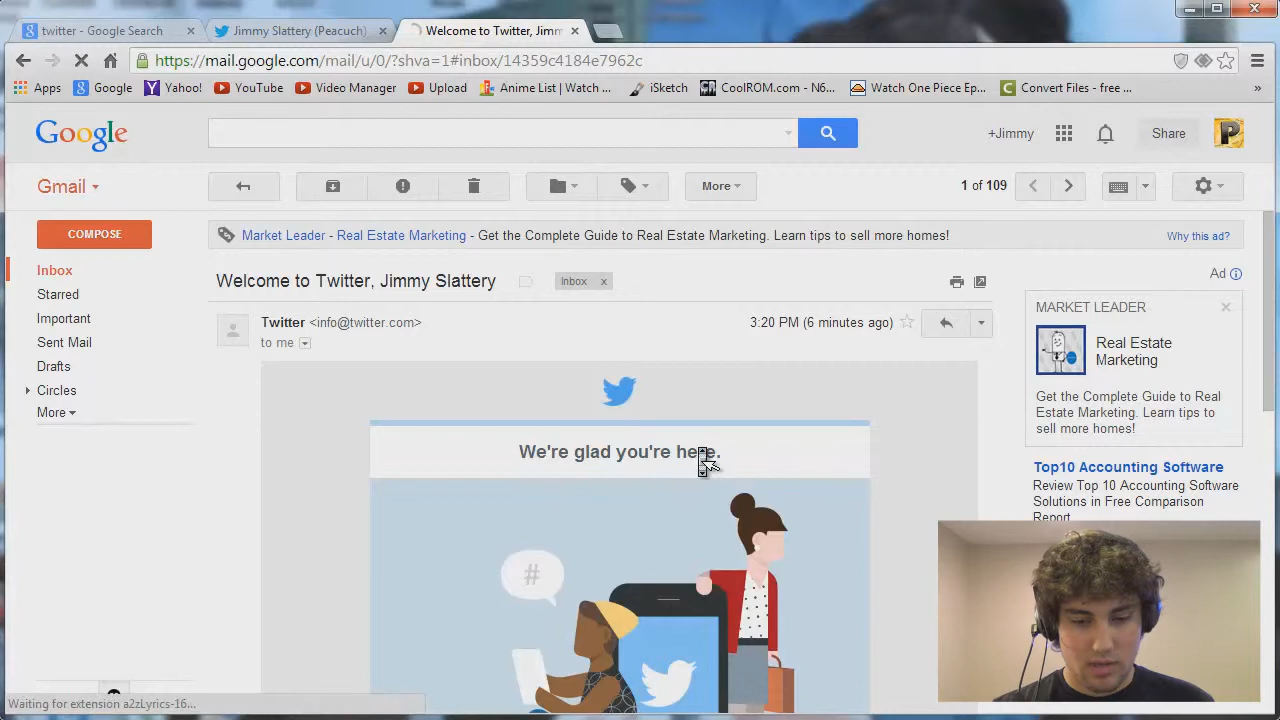 twitter - Google Search
Jimmy Slattery (Peacuch)
Welcome to Twitter, Jimm
https://mail.google.com/mail/u/0/?shva=1#inbox/14359c4184e7962c
Apps Google Yahoo! YouTube Video Manager Upload Anime List | Watch ... iSketch CoolROM.com - N6... Watch One Piece Ep... Convert Files - free ... »
Google
+Jimmy
Share
P
Gmail
More
1 of 109
COMPOSE
Market Leader - Real Estate Marketing - Get the Complete Guide to Real Estate Marketing. Learn tips to sell more homes!
Why this ad?
Inbox
Starred
Important
Sent Mail
Drafts
Circles
More
Welcome to Twitter, Jimmy Slattery
Inbox x
Ad
Twitter <info@twitter.com>
3:20 PM (6 minutes ago)
to me
MARKET LEADER
Real Estate
Marketing
Get the Complete Guide to Real
Estate Marketing. Learn tips to
sell more homes!
We're glad you're here.
#
Top10 Accounting Software
Review Top 10 Accounting Software
Solutions in Free Comparison
Report
Waiting for extension a2zLyrics-16...